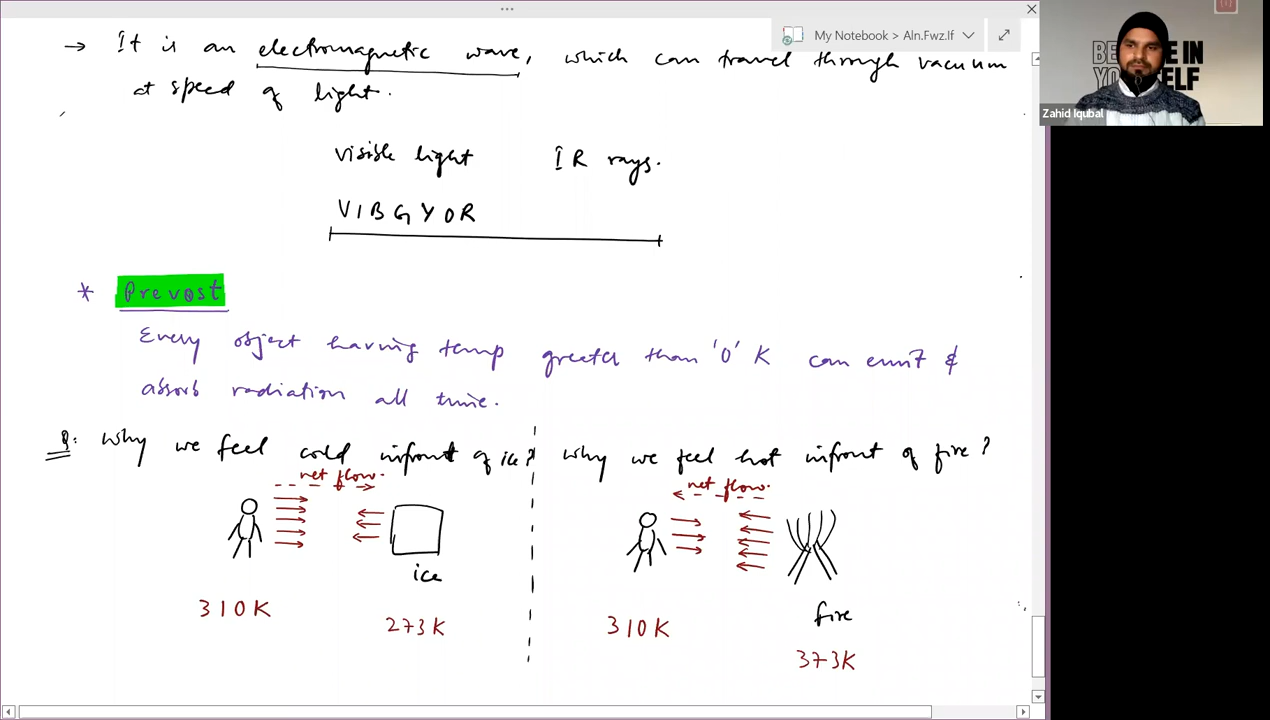 My Notebook > Aln.Fwz.If
→ It is an electromagnetic wave, which can travel through vacuum
at speed of light.
Zahid Iqubal
visible light IR rays.
VIBGYOR
* Prevost
Every object having temp greater than '0' K can emit &
absorb radiation all time.
Q: why we feel cold infront of ice? why we feel hot infront of fire?
net flow. net flow.
ice
310K 273K
fire
310K 373K